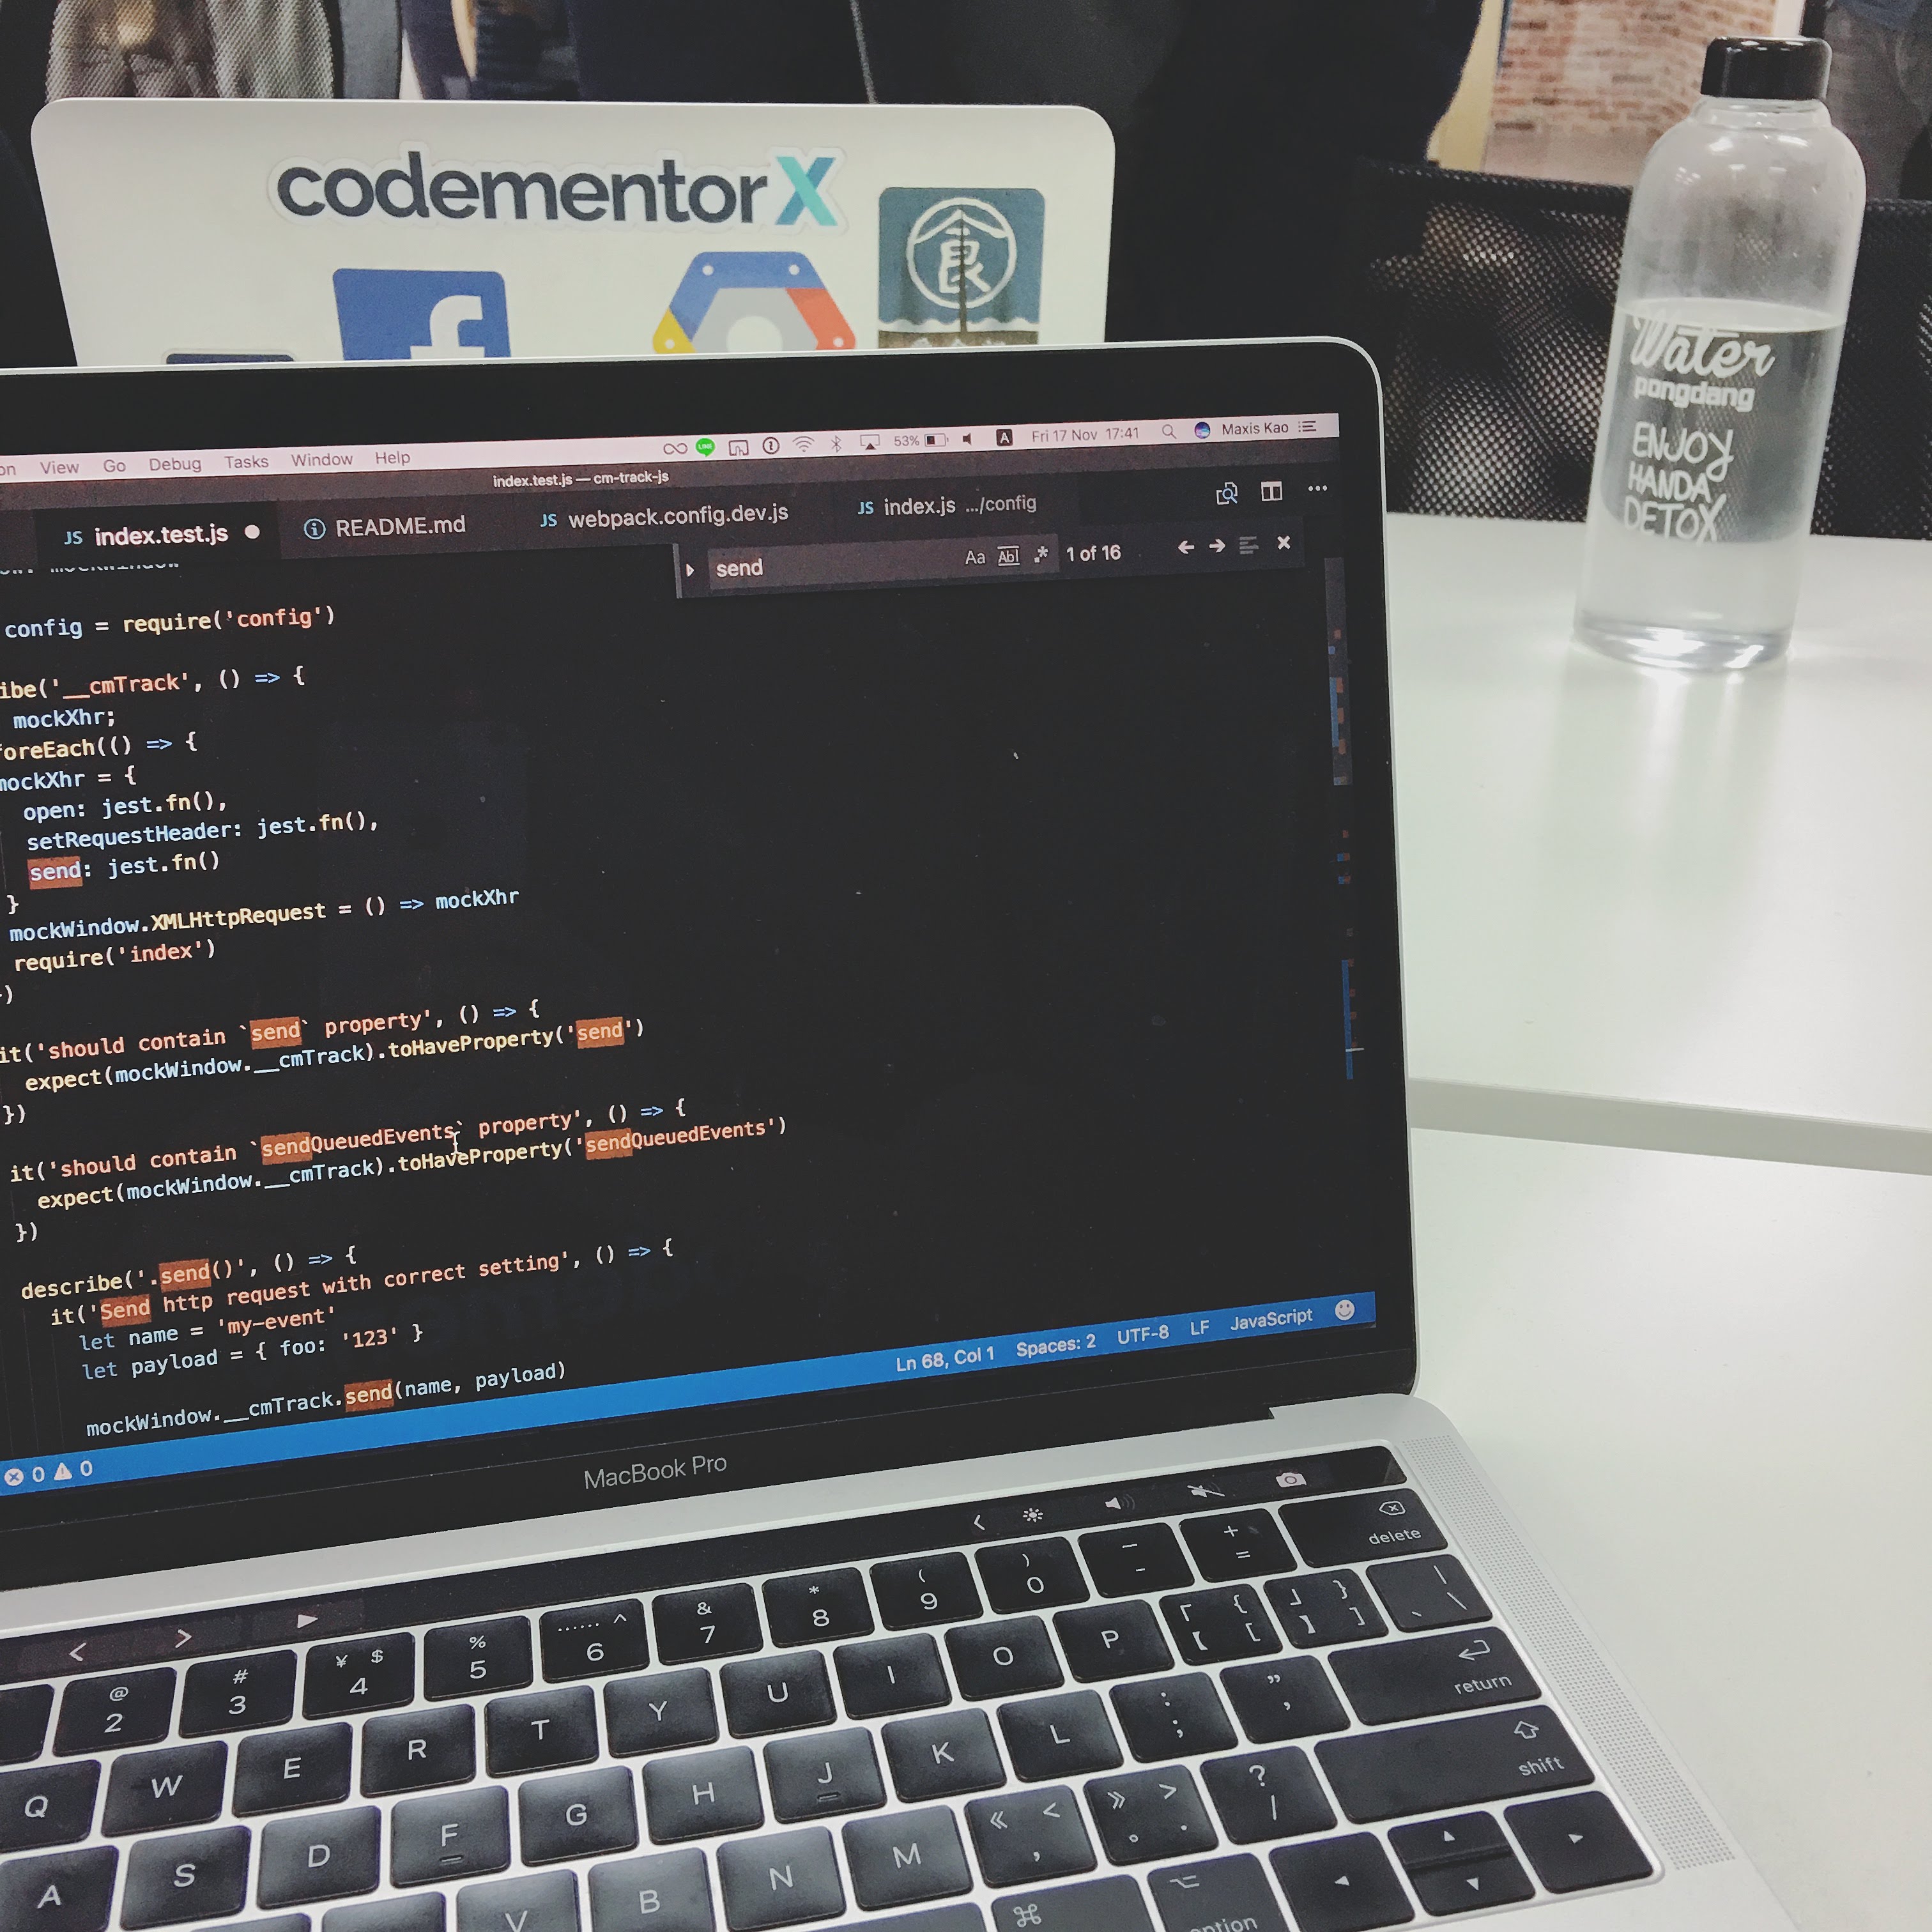 codementorX
食
f
Water
pongdang
ENJOY
HANDA
DETOX
View Go Debug Tasks Window Help
LINE
53% A Fri 17 Nov 17:41 Maxis Kao
index.test.js — cm-track-js
JS index.test.js
README.md
JS webpack.config.dev.js
JS index.js …/config
send Aa Abl .* 1 of 16
config = require('config')
ibe('__cmTrack', () => {
mockXhr;
foreEach(() => {
mockXhr = {
open: jest.fn(),
setRequestHeader: jest.fn(),
send: jest.fn()
}
mockWindow.XMLHttpRequest = () => mockXhr
require('index')
)
it('should contain `send` property', () => {
expect(mockWindow.__cmTrack).toHaveProperty('send')
})
it('should contain `sendQueuedEvents` property', () => {
expect(mockWindow.__cmTrack).toHaveProperty('sendQueuedEvents')
})
describe('.send()', () => {
it('Send http request with correct setting', () => {
let name = 'my-event'
let payload = { foo: '123' }
mockWindow.__cmTrack.send(name, payload)
0 0 Ln 68, Col 1 Spaces: 2 UTF-8 LF JavaScript
MacBook Pro
@ 2 # 3 ¥ $ 4 % 5 …… ^ 6 & 7 * 8 ( 9 ) 0 — - + = delete
Q W E R T Y U I O P 「 { 【 [ 」 } 】 ] | 、 \
A S D F G H J K L : ; " ' return
V B N M 《 < , 》 > 。 . ? / shift
⌘ option